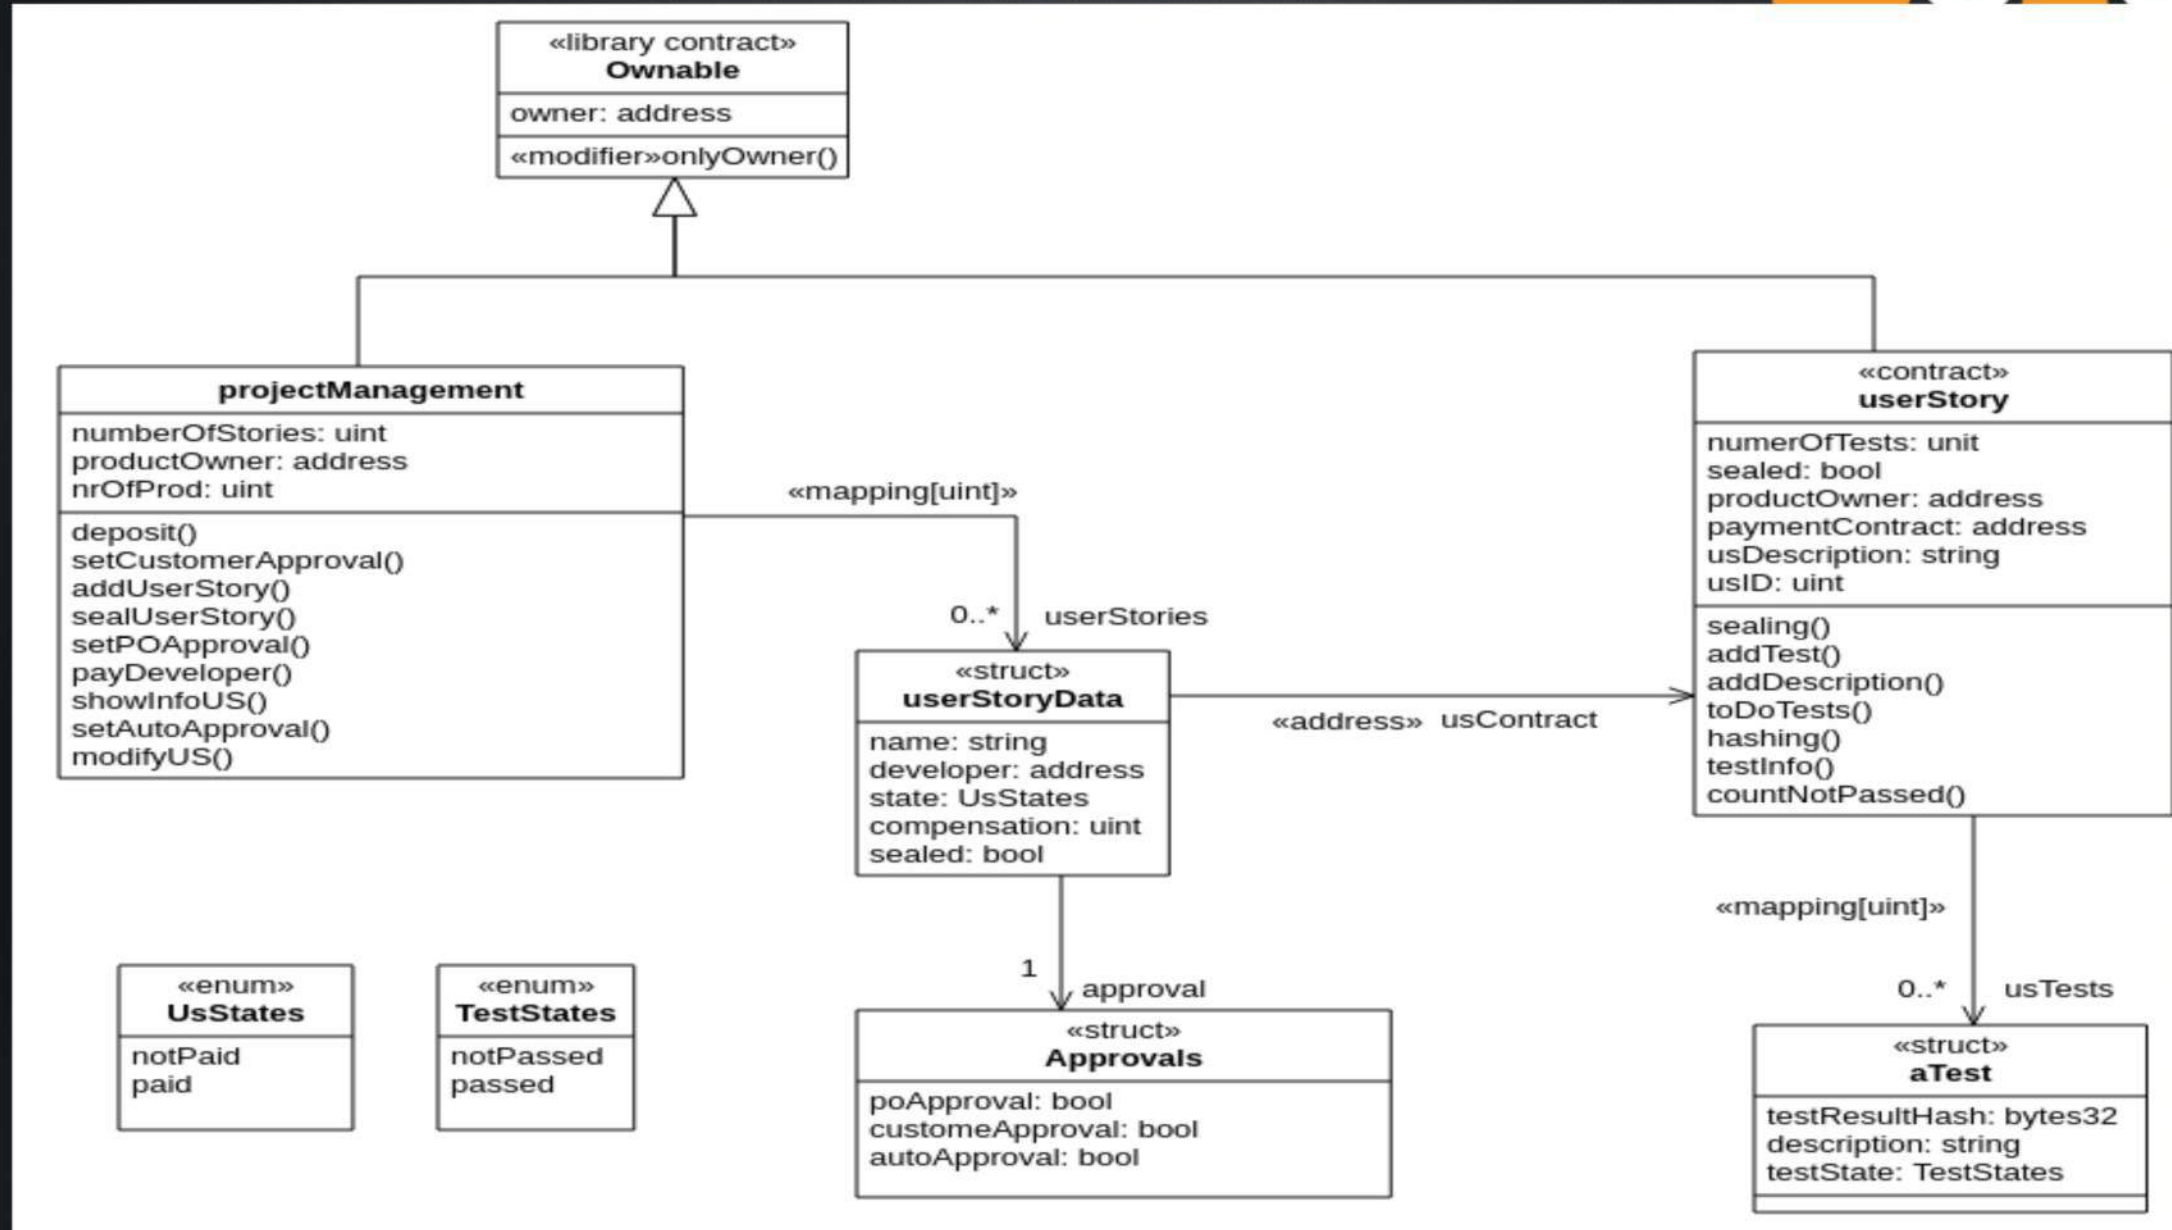 «library contract»
Ownable
owner: address
«modifier»onlyOwner()
projectManagement
numberOfStories: uint
productOwner: address
nrOfProd: uint
deposit()
setCustomerApproval()
addUserStory()
sealUserStory()
setPOApproval()
payDeveloper()
showInfoUS()
setAutoApproval()
modifyUS()
«mapping[uint]»
0..* userStories
«contract»
userStory
numerOfTests: unit
sealed: bool
productOwner: address
paymentContract: address
usDescription: string
usID: uint
sealing()
addTest()
addDescription()
toDoTests()
hashing()
testInfo()
countNotPassed()
«struct»
userStoryData
name: string
developer: address
state: UsStates
compensation: uint
sealed: bool
«address» usContract
«mapping[uint]»
0..* usTests
1 approval
«enum»
UsStates
notPaid
paid
«enum»
TestStates
notPassed
passed
«struct»
Approvals
poApproval: bool
customeApproval: bool
autoApproval: bool
«struct»
aTest
testResultHash: bytes32
description: string
testState: TestStates